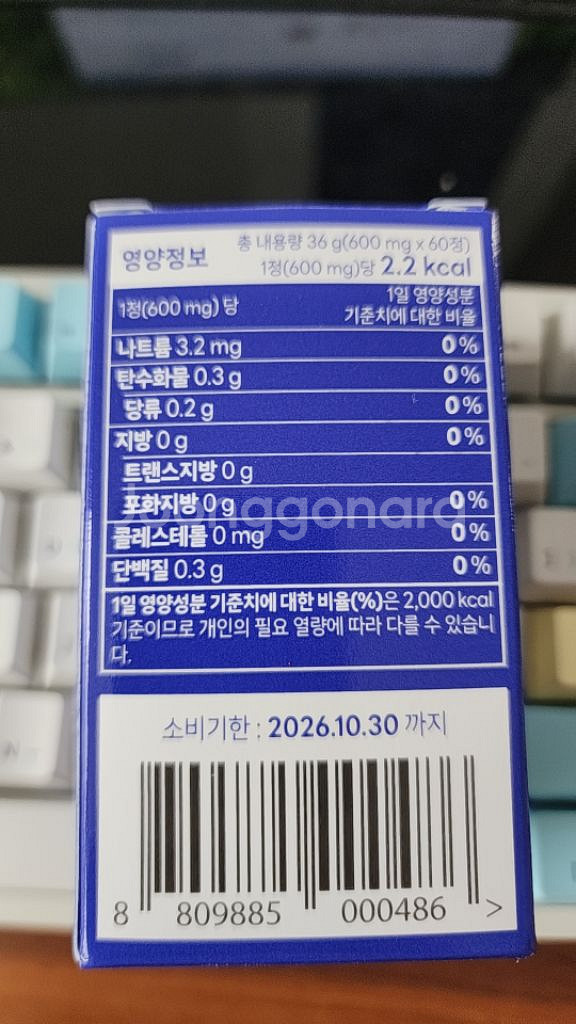 영양정보
총 내용량 36 g(600 mg x 60정)
1정(600 mg)당 2.2 kcal
1정(600 mg) 당
1일 영양성분
기준치에 대한 비율
나트륨 3.2 mg 0%
탄수화물 0.3 g 0%
당류 0.2 g 0%
지방 0 g 0%
트랜스지방 0 g
포화지방 0 g 0%
콜레스테롤 0 mg 0%
단백질 0.3 g 0%
1일 영양성분 기준치에 대한 비율(%)은 2,000 kcal
기준이므로 개인의 필요 열량에 따라 다를 수 있습니
다.
소비기한 : 2026.10.30 까지
8 809885 000486 >